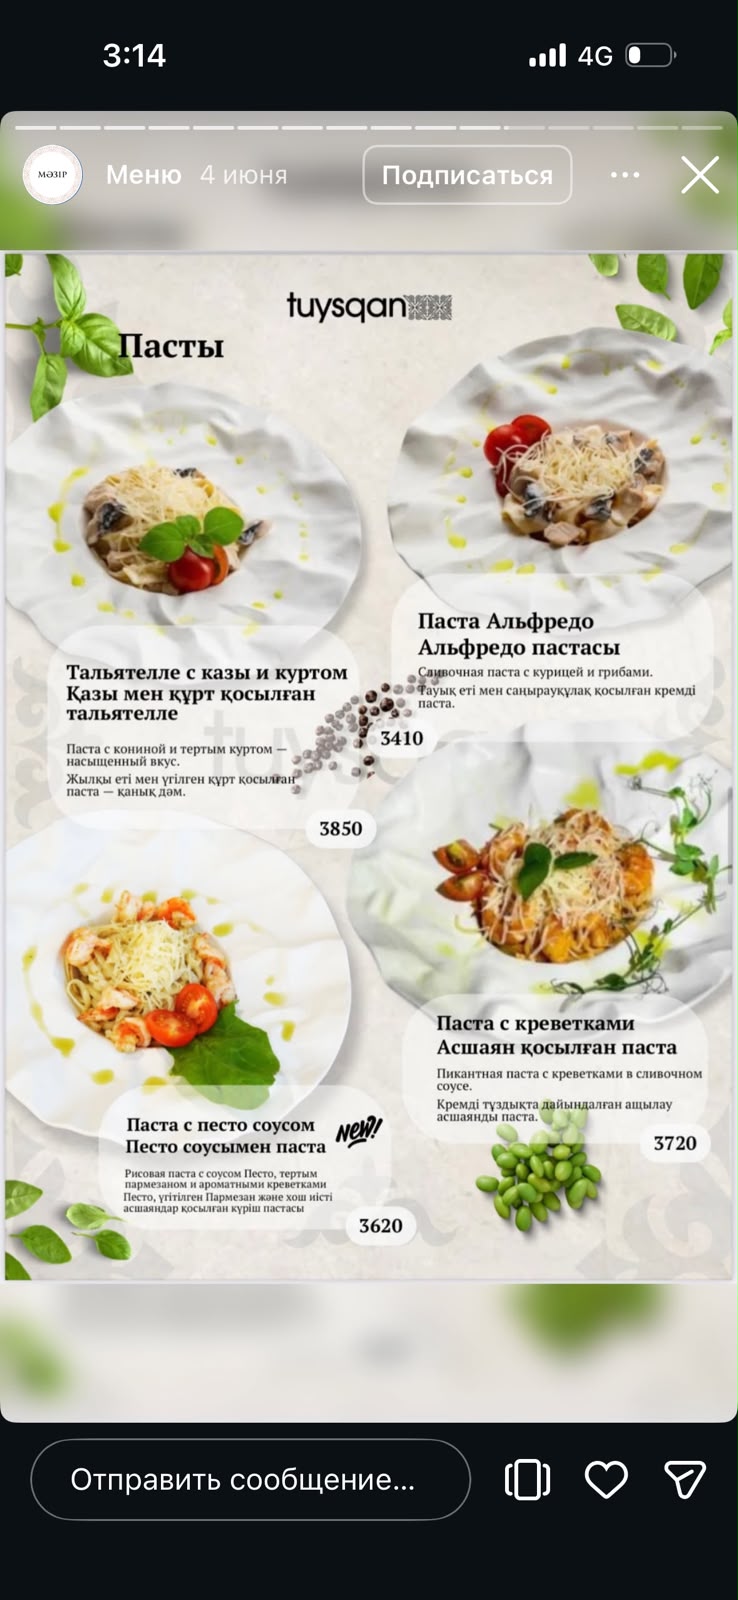 3:14
4G
МӘЗІР
Меню 4 июня
Подписаться
tuysqan
Пасты
Паста Альфредо
Альфредо пастасы
Сливочная паста с курицей и грибами.
Тауық еті мен саңырауқұлақ қосылған кремді
паста.
3410
Тальятелле с казы и куртом
Қазы мен құрт қосылған
тальятелле
Паста с кониной и тертым куртом —
насыщенный вкус.
Жылқы еті мен үгілген құрт қосылған
паста — қанық дәм.
3850
Паста с креветками
Асшаян қосылған паста
Пикантная паста с креветками в сливочном
соусе.
Кремді тұздықта дайындалған ащылау
асшаянды паста.
3720
Паста с песто соусом
Песто соусымен паста
NEW!
Рисовая паста с соусом Песто, тертым
пармезаном и ароматными креветками
Песто, үгітілген Пармезан және хош иісті
асшаяндар қосылған күріш пастасы
3620
Отправить сообщение...